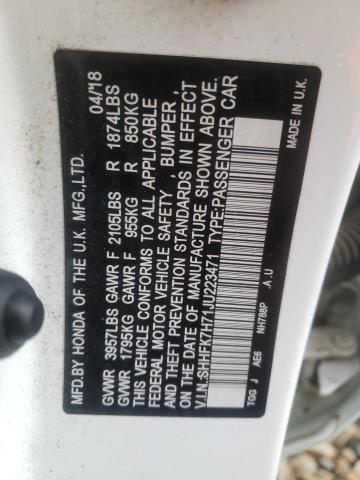 MFD.BY HONDA OF THE U.K. MFG.,LTD. 04/18
GVWR 3957LBS GAWR F 2105LBS R 1874LBS
GVWR 1795KG GAWR F 955KG R 850KG
THIS VEHICLE CONFORMS TO ALL APPLICABLE
FEDERAL MOTOR VEHICLE SAFETY, BUMPER,
AND THEFT PREVENTION STANDARDS IN EFFECT
ON THE DATE OF MANUFACTURE SHOWN ABOVE.
V.I.N.:SHHFK7H71JU223471 TYPE:PASSENGER CAR
TGG J AE6 NH788P .A .U MADE IN U.K.